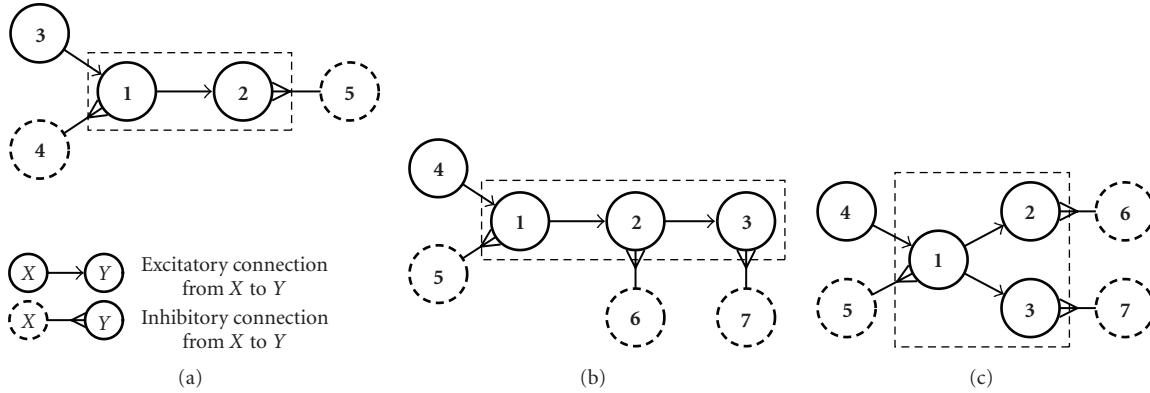 3
1
2
5
4
X
Y
Excitatory connection
from X to Y
X
Y
Inhibitory connection
from X to Y
(a)
4
1
2
3
5
6
7
(b)
4
2
6
1
5
3
7
(c)